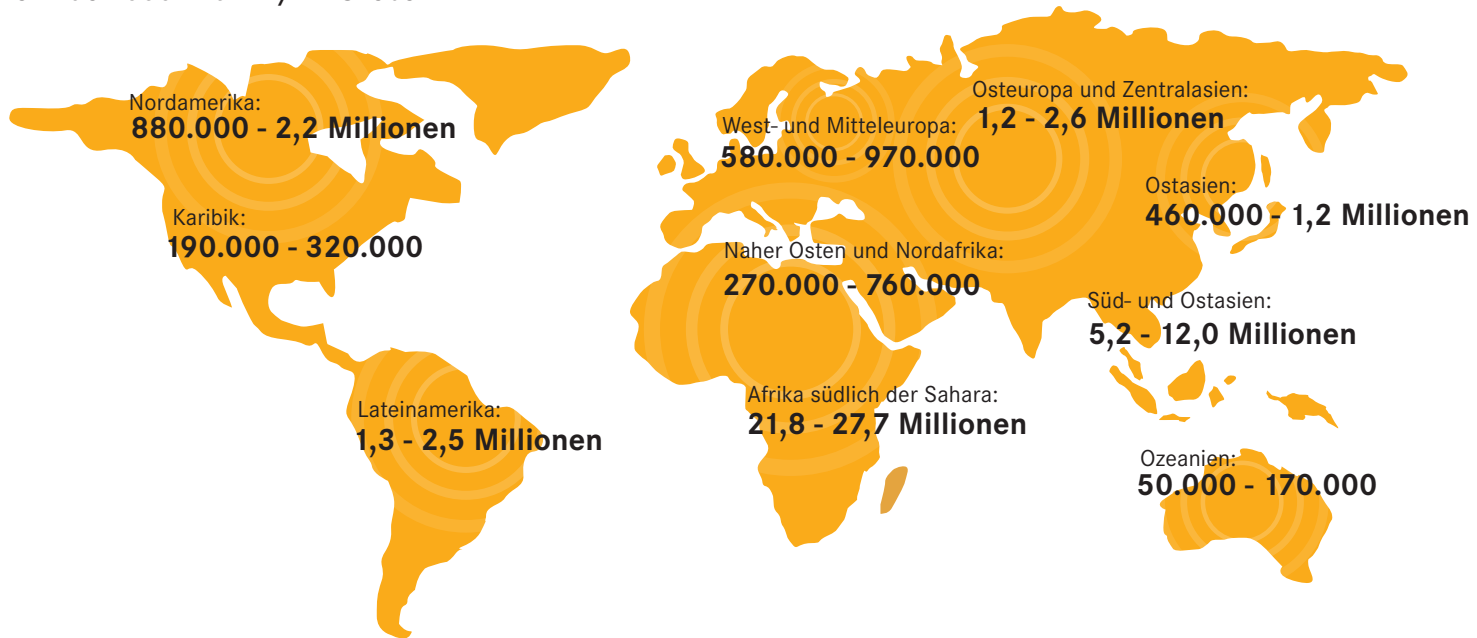 Nordamerika:
880.000 - 2,2 Millionen
Karibik:
190.000 - 320.000
Lateinamerika:
1,3 - 2,5 Millionen
West- und Mitteleuropa:
580.000 - 970.000
Osteuropa und Zentralasien:
1,2 - 2,6 Millionen
Ostasien:
460.000 - 1,2 Millionen
Naher Osten und Nordafrika:
270.000 - 760.000
Süd- und Ostasien:
5,2 - 12,0 Millionen
Afrika südlich der Sahara:
21,8 - 27,7 Millionen
Ozeanien:
50.000 - 170.000